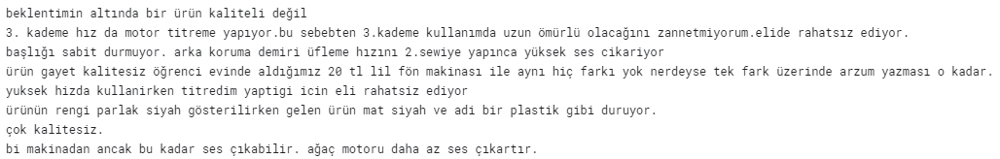 beklentimin altında bir ürün kaliteli değil
3. kademe hız da motor titreme yapıyor.bu sebebten 3.kademe kullanımda uzun ömürlü olacağını zannetmiyorum.elide rahatsız ediyor.
başlığı sabit durmuyor. arka koruma demiri üfleme hızını 2.sewiye yapınca yüksek ses cikariyor
ürün gayet kalitesiz öğrenci evinde aldığımız 20 tl lil fön makinası ile aynı hiç farkı yok nerdeyse tek fark üzerinde arzum yazması o kadar.
yuksek hizda kullanirken titredim yaptigi icin eli rahatsiz ediyor
ürünün rengi parlak siyah gösterilirken gelen ürün mat siyah ve adi bir plastik gibi duruyor.
çok kalitesiz.
bi makinadan ancak bu kadar ses çıkabilir. ağaç motoru daha az ses çıkartır.